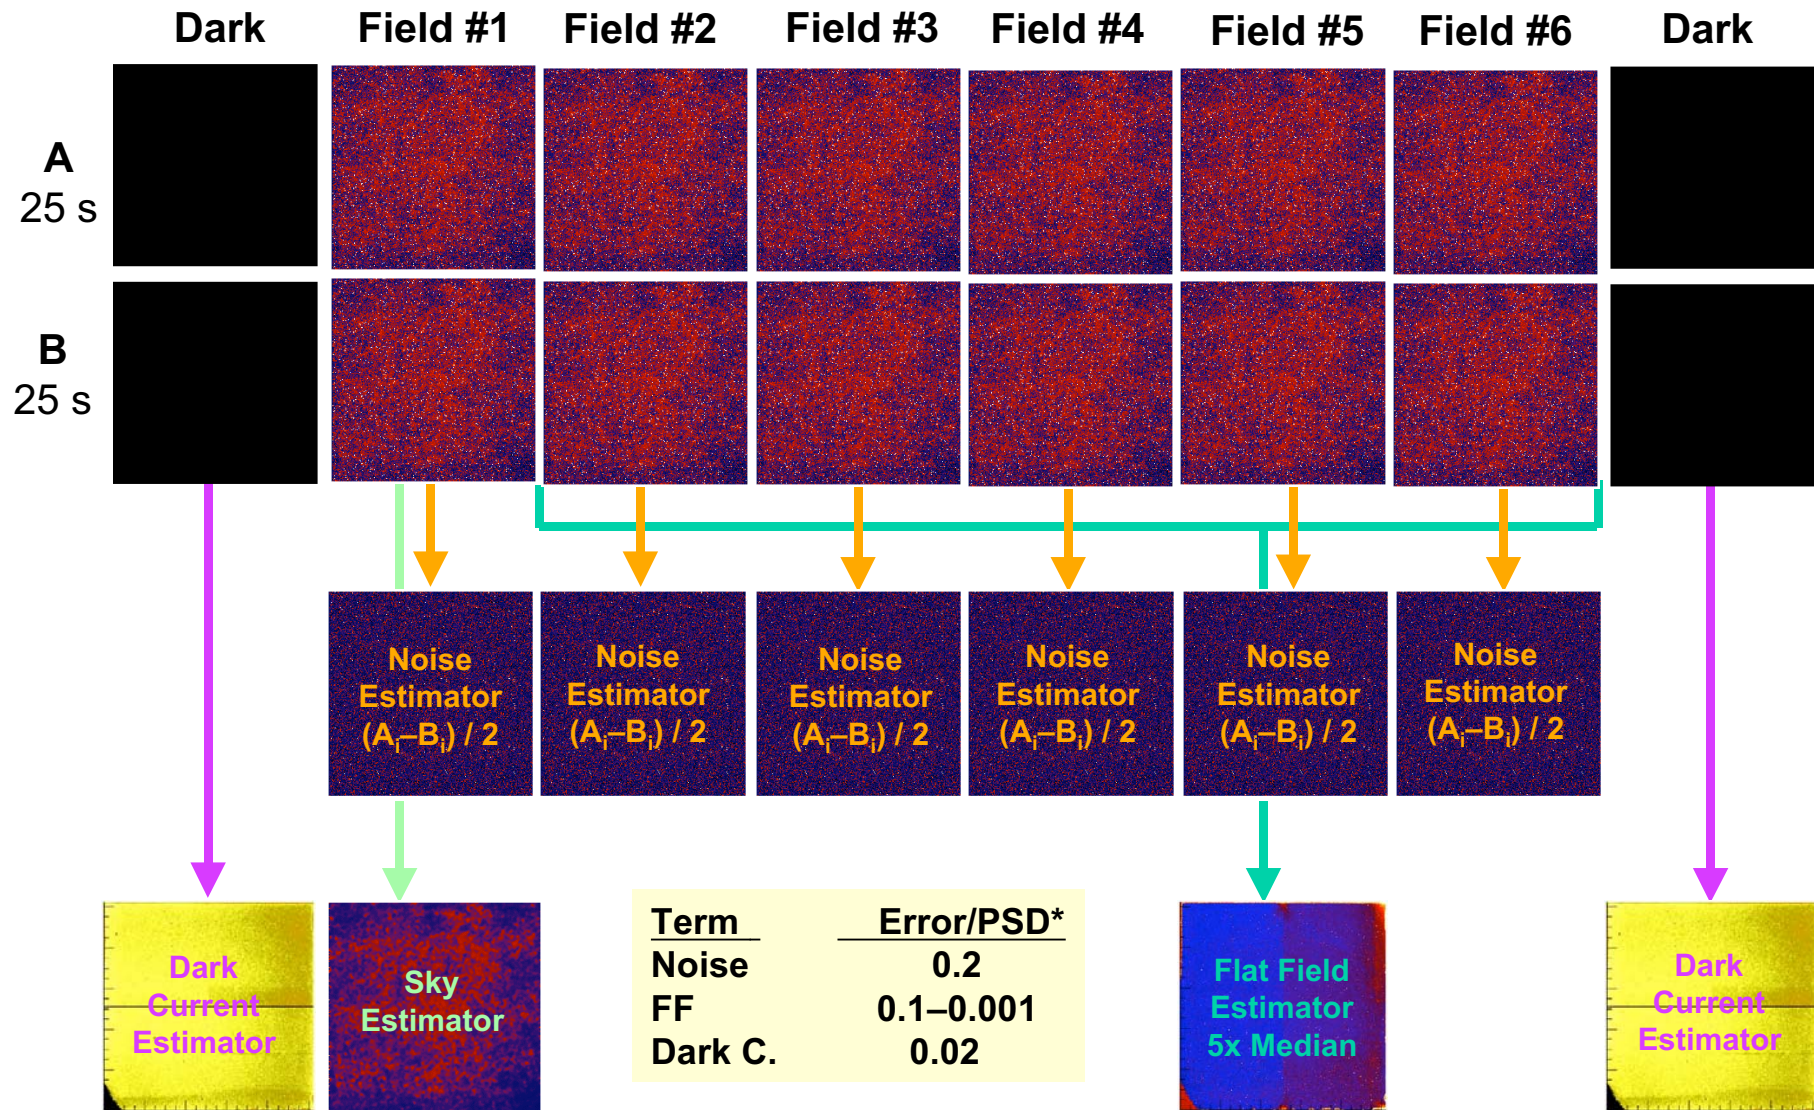 Dark Field #1 Field #2 Field #3 Field #4 Field #5 Field #6 Dark
A
25 s
B
25 s
Noise
Estimator
(Ai–Bi) / 2
Noise
Estimator
(Ai–Bi) / 2
Noise
Estimator
(Ai–Bi) / 2
Noise
Estimator
(Ai–Bi) / 2
Noise
Estimator
(Ai–Bi) / 2
Noise
Estimator
(Ai–Bi) / 2
Dark
Current
Estimator
Sky
Estimator
Term Error/PSD*
Noise 0.2
FF 0.1–0.001
Dark C. 0.02
Flat Field
Estimator
5x Median
Dark
Current
Estimator